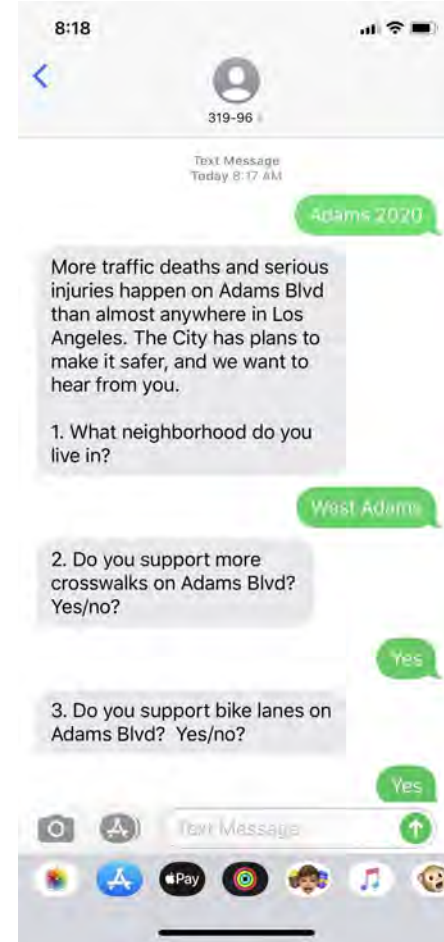 8:18
319-96
Text Message
Today 8:17 AM
Adams 2020
More traffic deaths and serious
injuries happen on Adams Blvd
than almost anywhere in Los
Angeles. The City has plans to
make it safer, and we want to
hear from you.
1. What neighborhood do you
live in?
West Adams
2. Do you support more
crosswalks on Adams Blvd?
Yes/no?
Yes
3. Do you support bike lanes on
Adams Blvd?  Yes/no?
Yes
Text Message
Pay